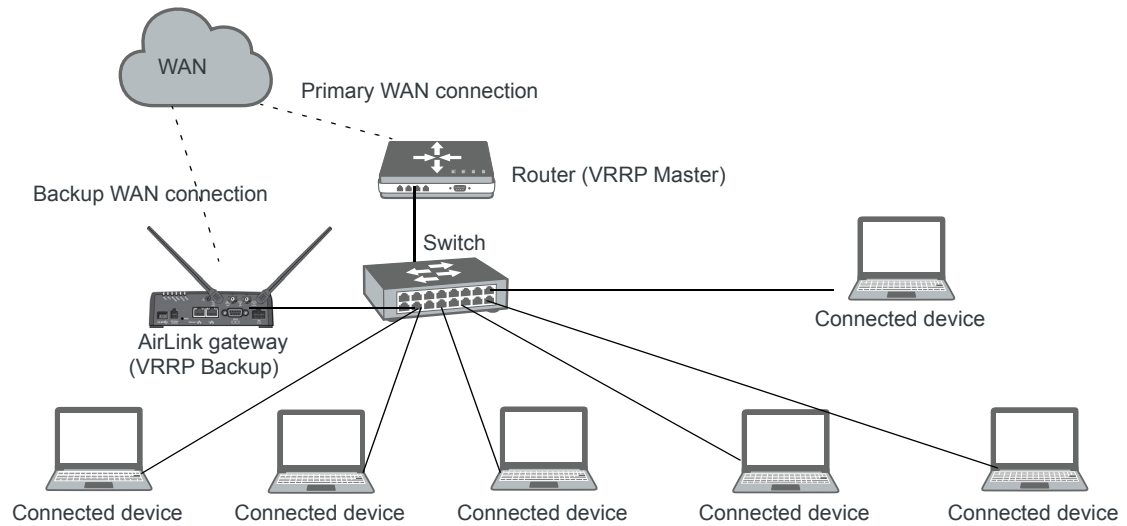 WAN
Primary WAN connection
Router (VRRP Master)
Backup WAN connection
Switch
Connected device
AirLink gateway
(VRRP Backup)
Connected device
Connected device
Connected device
Connected device
Connected device